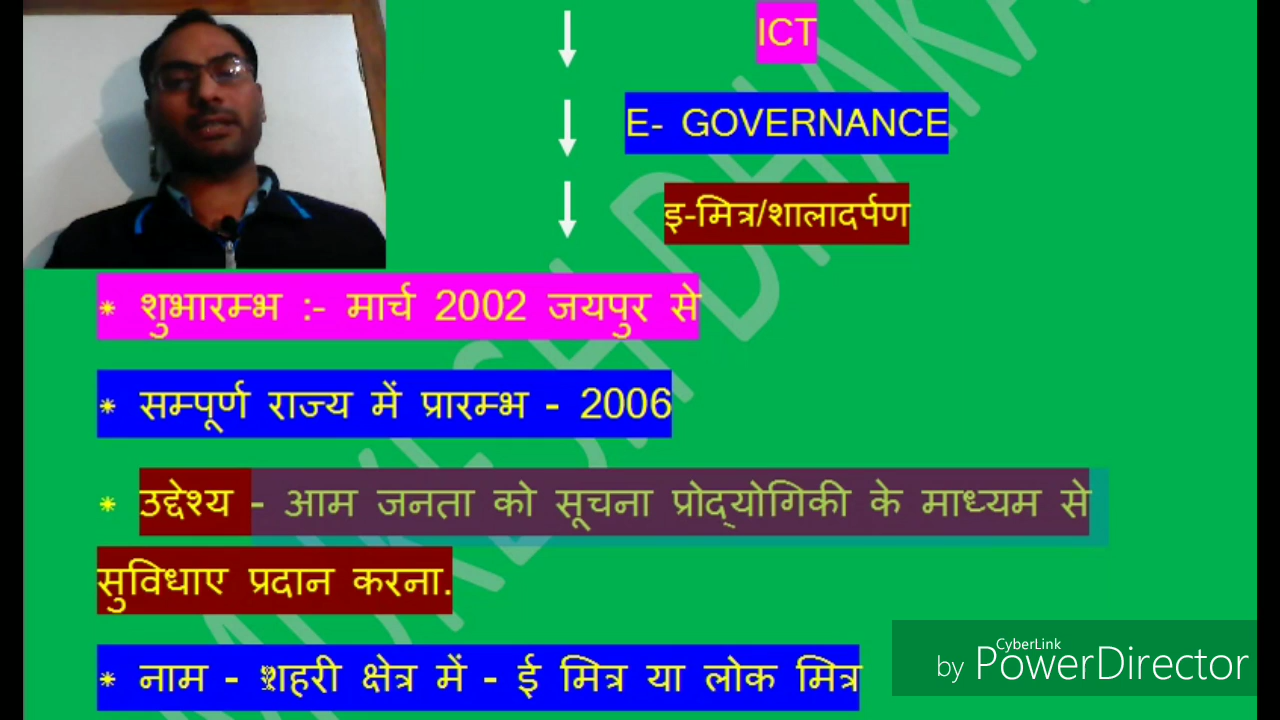 ICT
E- GOVERNANCE
इ-मित्र/शालादर्पण
* शुभारम्भ :- मार्च 2002 जयपुर से
* सम्पूर्ण राज्य में प्रारम्भ - 2006
* उद्देश्य - आम जनता को सूचना प्रोद्योगिकी के माध्यम से
सुविधाए प्रदान करना.
* नाम - शहरी क्षेत्र में - ई मित्र या लोक मित्र
CyberLink
by PowerDirector